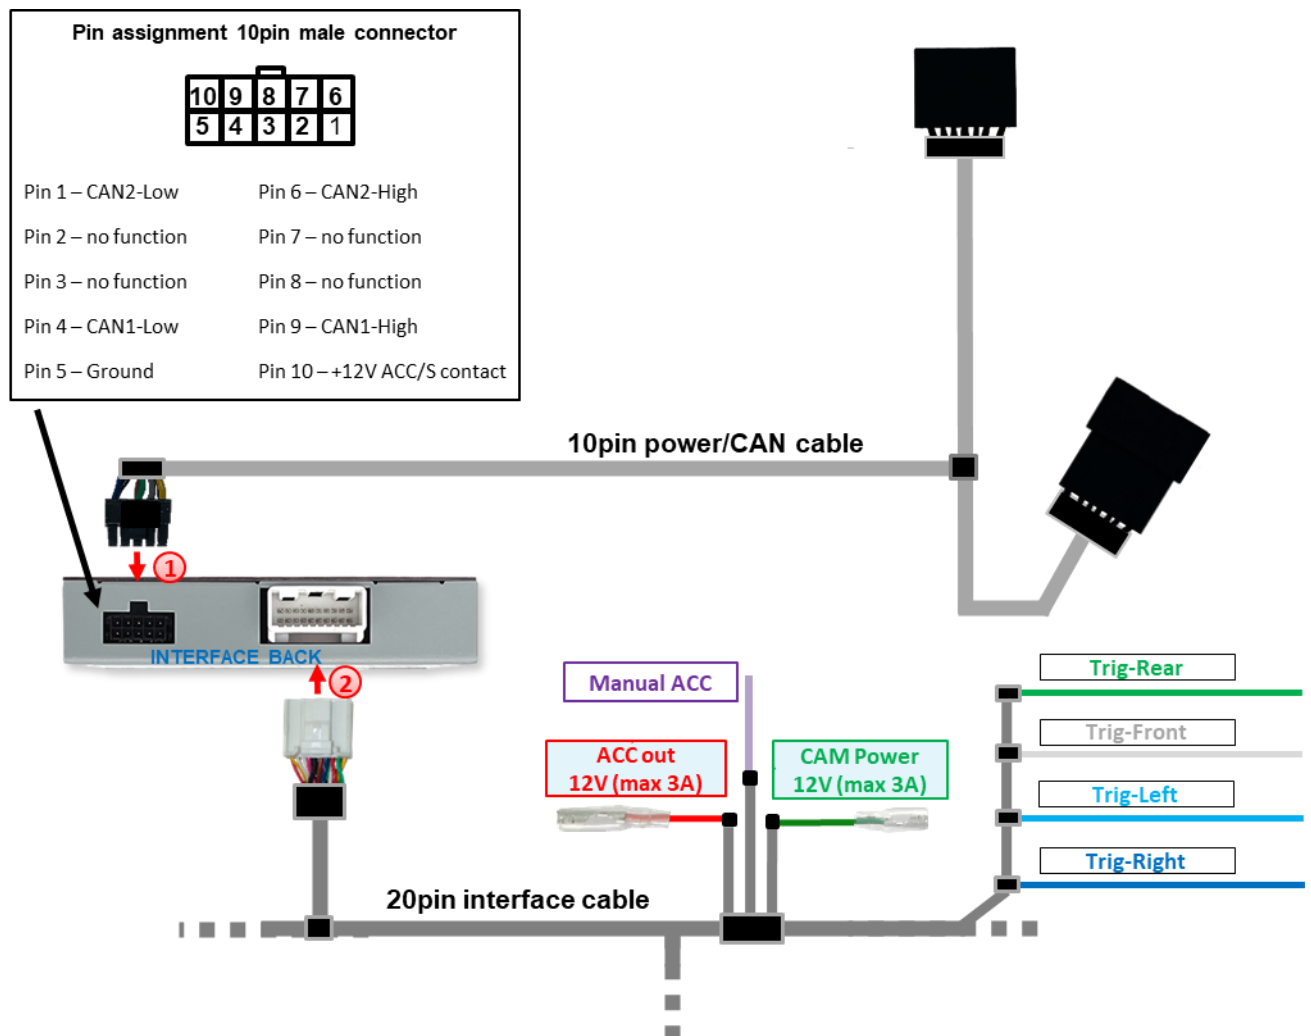 Pin assignment 10pin male connector
10 9 8 7 6
5 4 3 2 1
Pin 1 – CAN2-Low
Pin 6 – CAN2-High
Pin 2 – no function
Pin 7 – no function
Pin 3 – no function
Pin 8 – no function
Pin 4 – CAN1-Low
Pin 9 – CAN1-High
Pin 5 – Ground
Pin 10 – +12V ACC/S contact
10pin power/CAN cable
1
INTERFACE BACK
2
Manual ACC
ACC out
12V (max 3A)
CAM Power
12V (max 3A)
Trig-Rear
Trig-Front
Trig-Left
Trig-Right
20pin interface cable